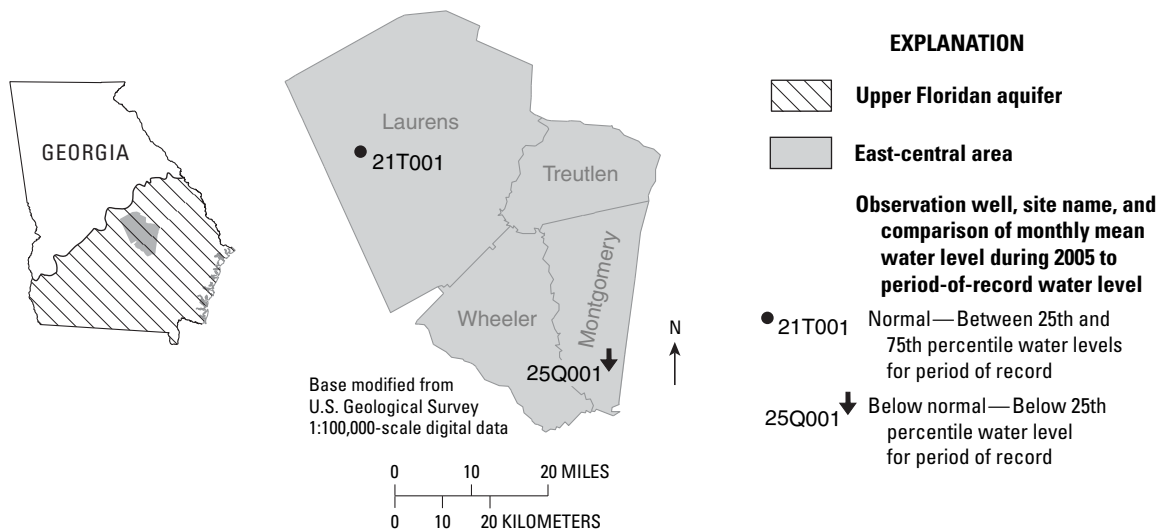 GEORGIA
Laurens
21T001
Treutlen
Wheeler
Montgomery
25Q001
N
Base modified from
U.S. Geological Survey
1:100,000-scale digital data
0 10 20 MILES
0 10 20 KILOMETERS
EXPLANATION
Upper Floridan aquifer
East-central area
Observation well, site name, and
comparison of monthly mean
water level during 2005 to
period-of-record water level
21T001 Normal—Between 25th and
75th percentile water levels
for period of record
25Q001 Below normal—Below 25th
percentile water level
for period of record